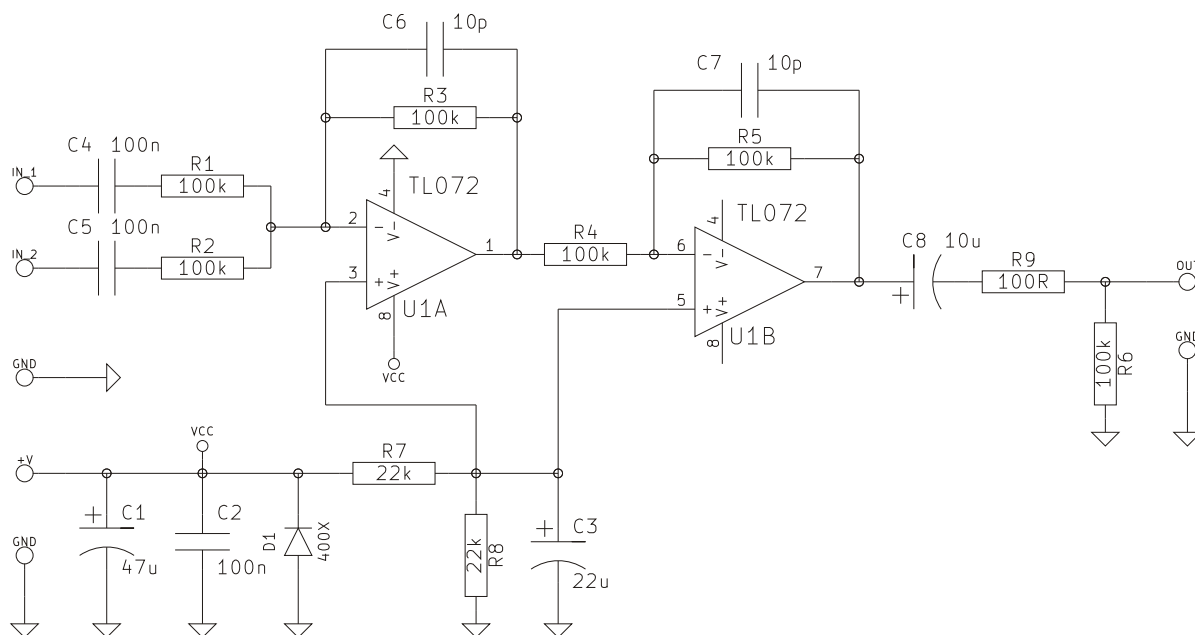 C6 10p
C7 10p
R3
100k
R5
100k
C4 100n
IN_1
R1
100k
4
TL072
2
-
V-
3
+
V+
8
1
U1A
VCC
C5 100n
IN_2
R2
100k
R4
100k
4
TL072
6
-
V-
5
+
V+
8
7
U1B
C8 10u
+
R9
100R
OUT
100k
R6
GND
GND
VCC
+V
R7
22k
+
C1
47u
C2
100n
D1
400X
22k
R8
+
C3
22u
GND